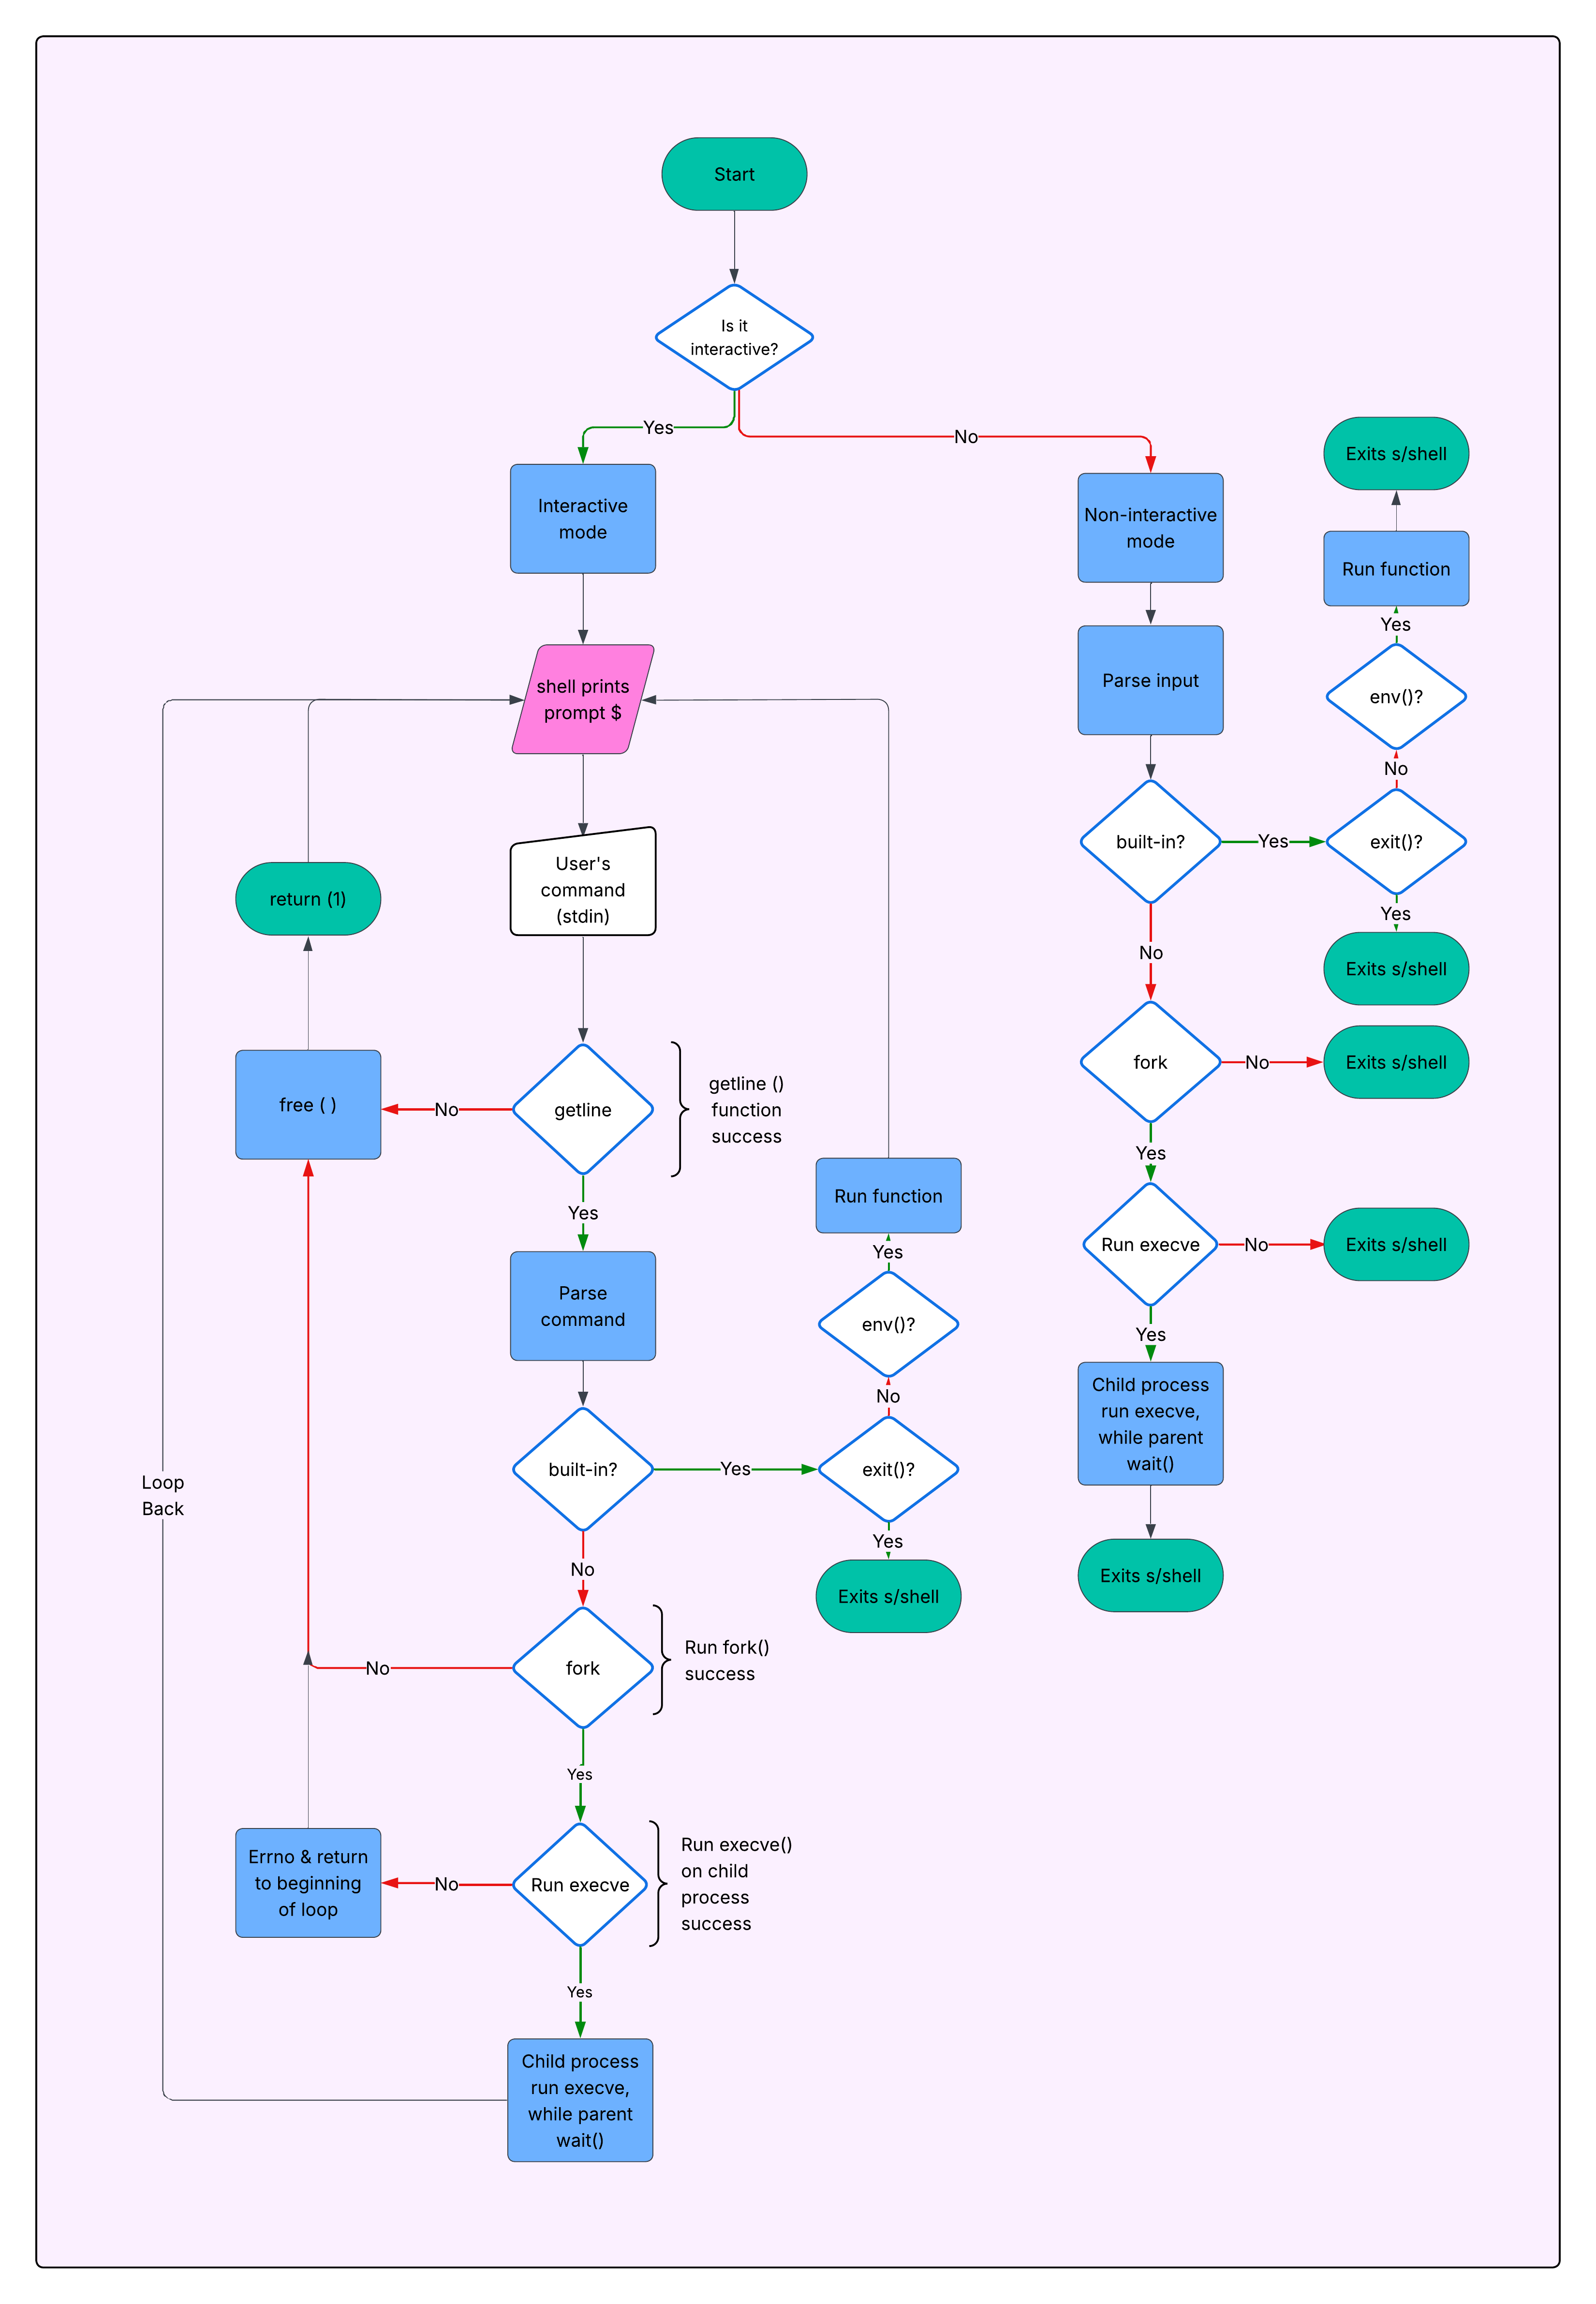 Start
Is it
interactive?
Yes
No
Interactive
mode
shell prints
prompt $
User's
command
(stdin)
getline
getline ()
function
success
No
free ( )
return (1)
Yes
Parse
command
built-in?
Yes
exit()?
Yes
Exits s/shell
No
env()?
Yes
Run function
No
fork
Run fork()
success
No
Yes
Run execve
Run execve()
on child
process
success
No
Errno & return
to beginning
of loop
Yes
Child process
run execve,
while parent
wait()
Loop
Back
Non-interactive
mode
Parse input
built-in?
Yes
exit()?
Yes
Exits s/shell
No
env()?
Yes
Run function
Exits s/shell
No
fork
No
Exits s/shell
Yes
Run execve
No
Exits s/shell
Yes
Child process
run execve,
while parent
wait()
Exits s/shell